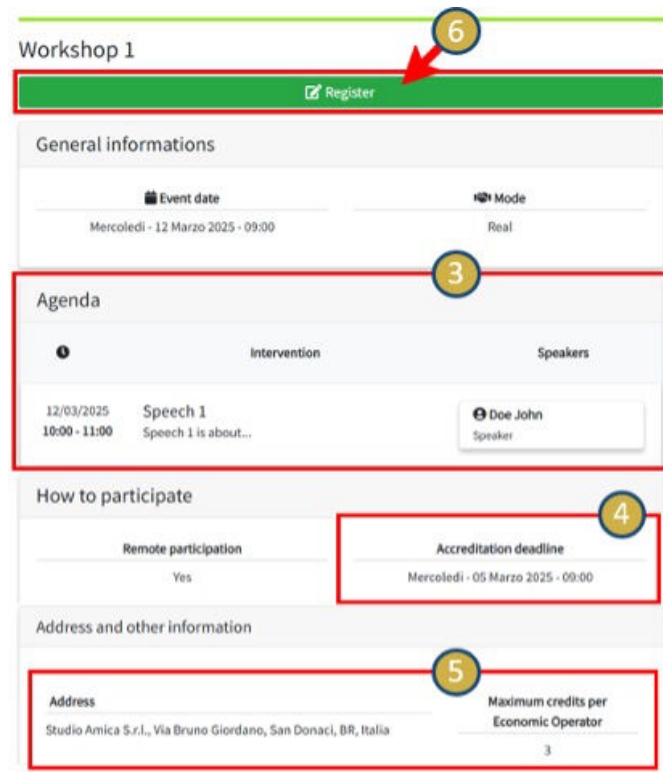 6
Workshop 1
Register
General informations
Event date
Mode
Mercoledi - 12 Marzo 2025 - 09:00
Real
3
Agenda
Intervention
Speakers
12/03/2025
Speech 1
Doe John
10:00 - 11:00
Speech 1 is about...
Speaker
How to participate
4
Remote participation
Accreditation deadline
Yes
Mercoledi - 05 Marzo 2025 - 09:00
Address and other information
5
Address
Maximum credits per
Economic Operator
Studio Amica S.r.l., Via Bruno Giordano, San Donaci, BR, Italia
3